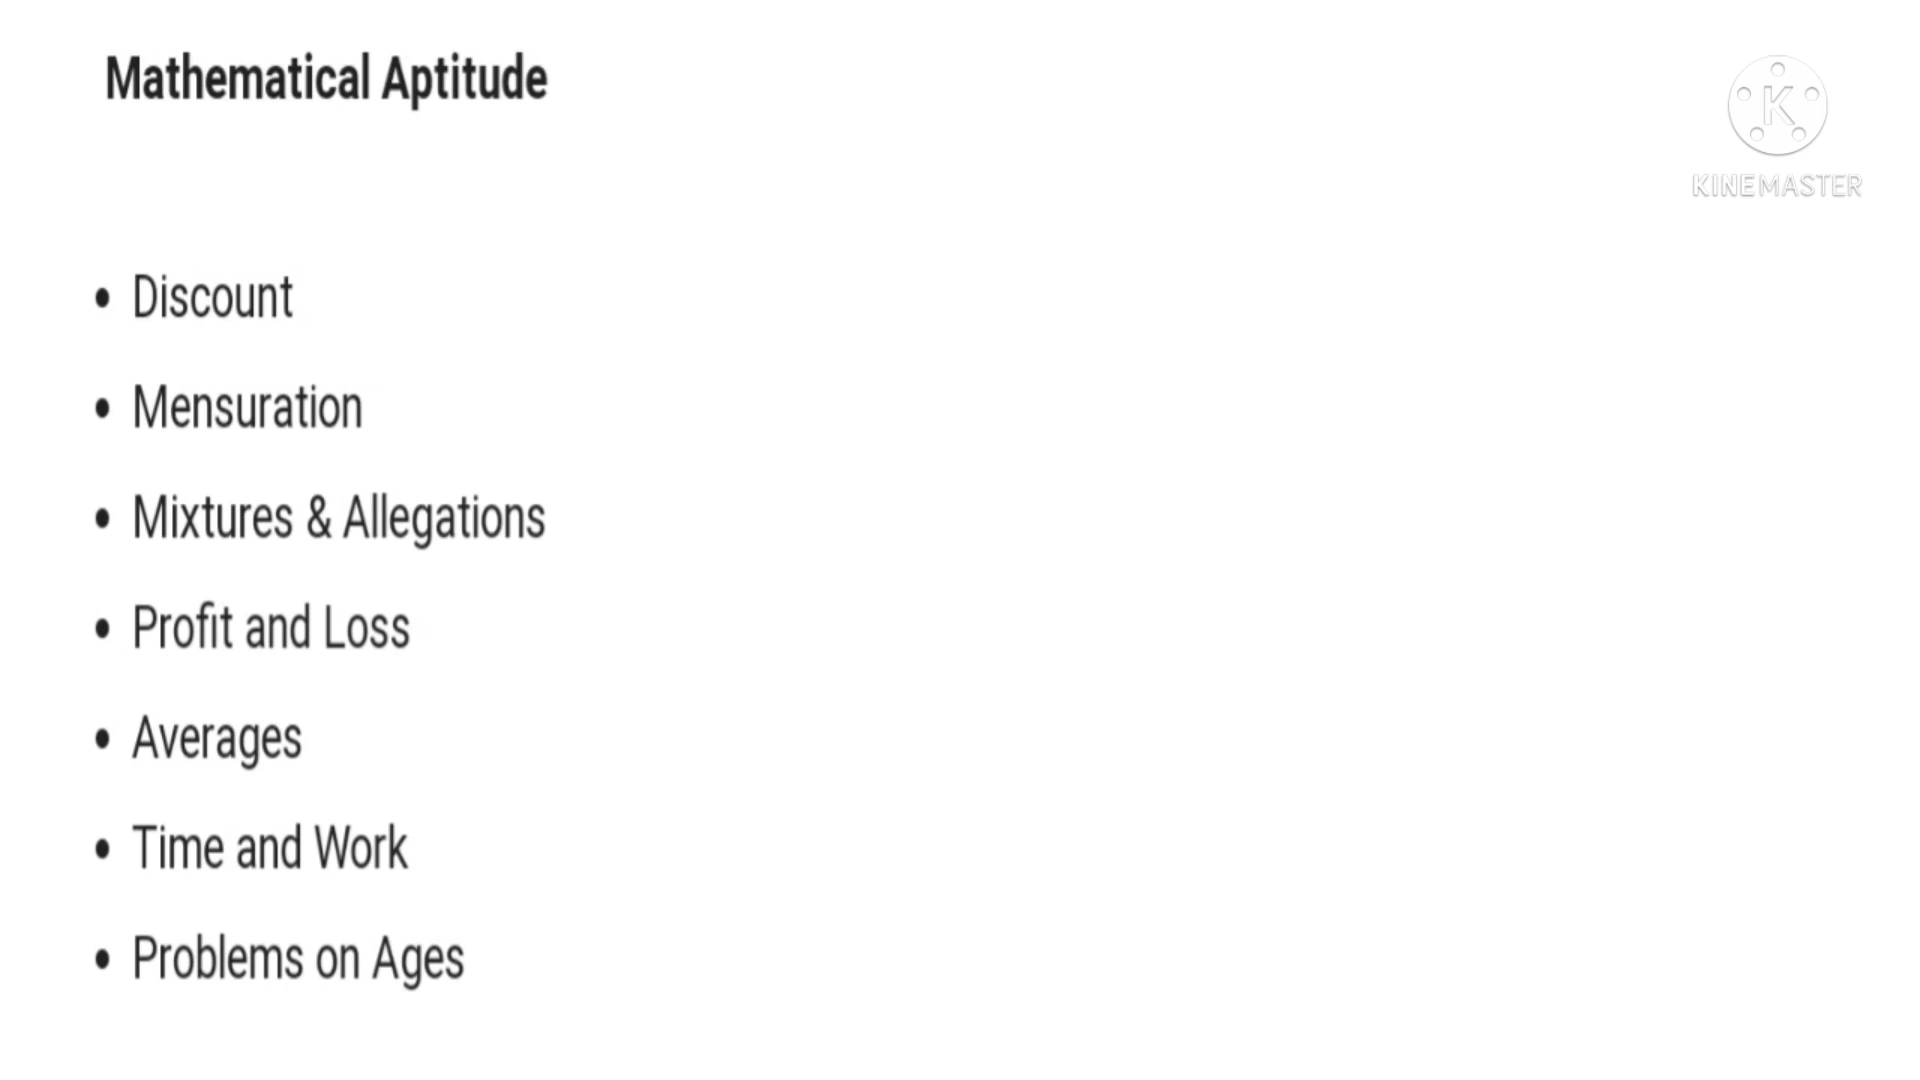 Mathematical Aptitude
K
KINEMASTER
• Discount
• Mensuration
• Mixtures & Allegations
• Profit and Loss
• Averages
• Time and Work
• Problems on Ages